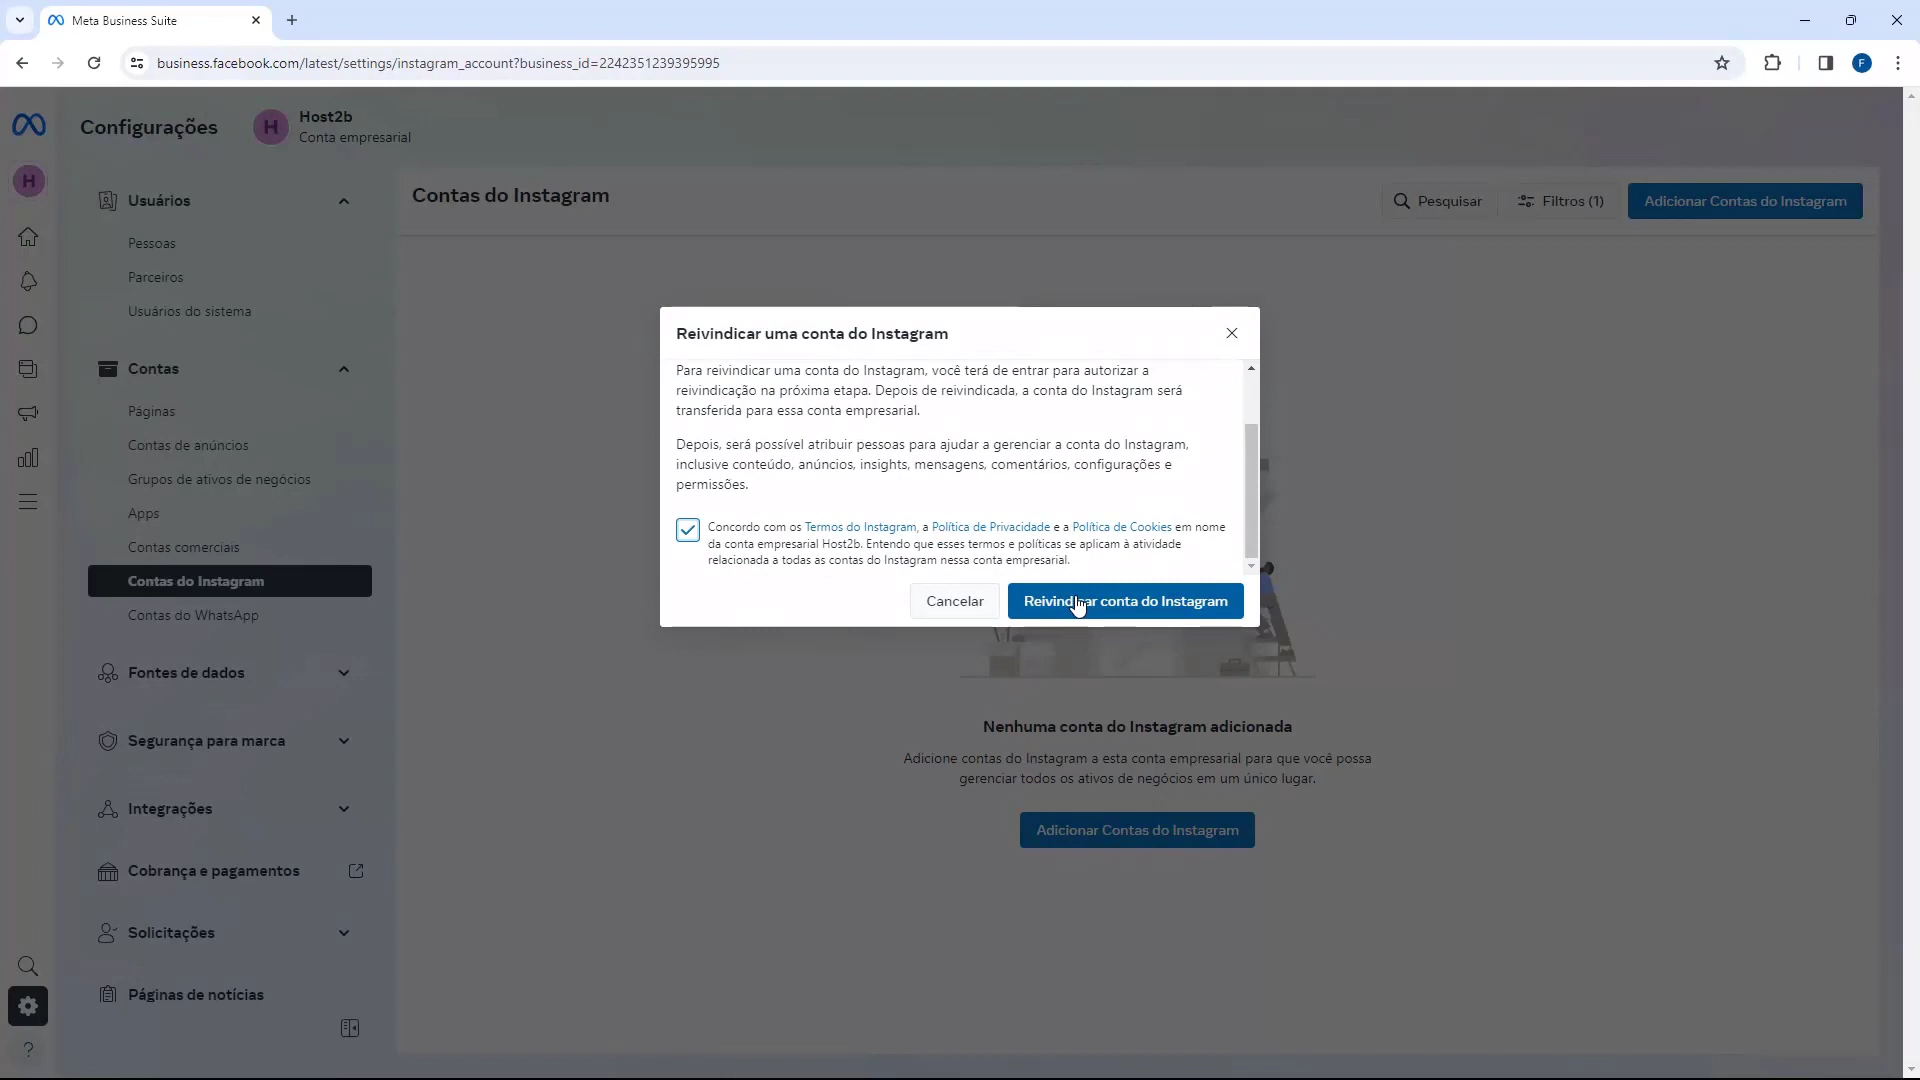 Meta Business Suite
business.facebook.com/latest/settings/instagram_account?business_id=2242351239395995
F
Configurações
H
Host2b
Conta empresarial
H
Usuários
Pessoas
Parceiros
Usuários do sistema
Contas
Páginas
Contas de anúncios
Grupos de ativos de negócios
Apps
Contas comerciais
Contas do Instagram
Contas do WhatsApp
Fontes de dados
Segurança para marca
Integrações
Cobrança e pagamentos
Solicitações
Páginas de notícias
?
Contas do Instagram
Pesquisar
Filtros (1)
Adicionar Contas do Instagram
Reivindicar uma conta do Instagram
Para reivindicar uma conta do Instagram, você terá de entrar para autorizar a
reivindicação na próxima etapa. Depois de reivindicada, a conta do Instagram será
transferida para essa conta empresarial.
Depois, será possível atribuir pessoas para ajudar a gerenciar a conta do Instagram,
inclusive conteúdo, anúncios, insights, mensagens, comentários, configurações e
permissões.
Concordo com os Termos do Instagram, a Política de Privacidade e a Política de Cookies em nome
da conta empresarial Host2b. Entendo que esses termos e políticas se aplicam à atividade
relacionada a todas as contas do Instagram nessa conta empresarial.
Cancelar
Reivindicar conta do Instagram
Nenhuma conta do Instagram adicionada
Adicione contas do Instagram a esta conta empresarial para que você possa
gerenciar todos os ativos de negócios em um único lugar.
Adicionar Contas do Instagram